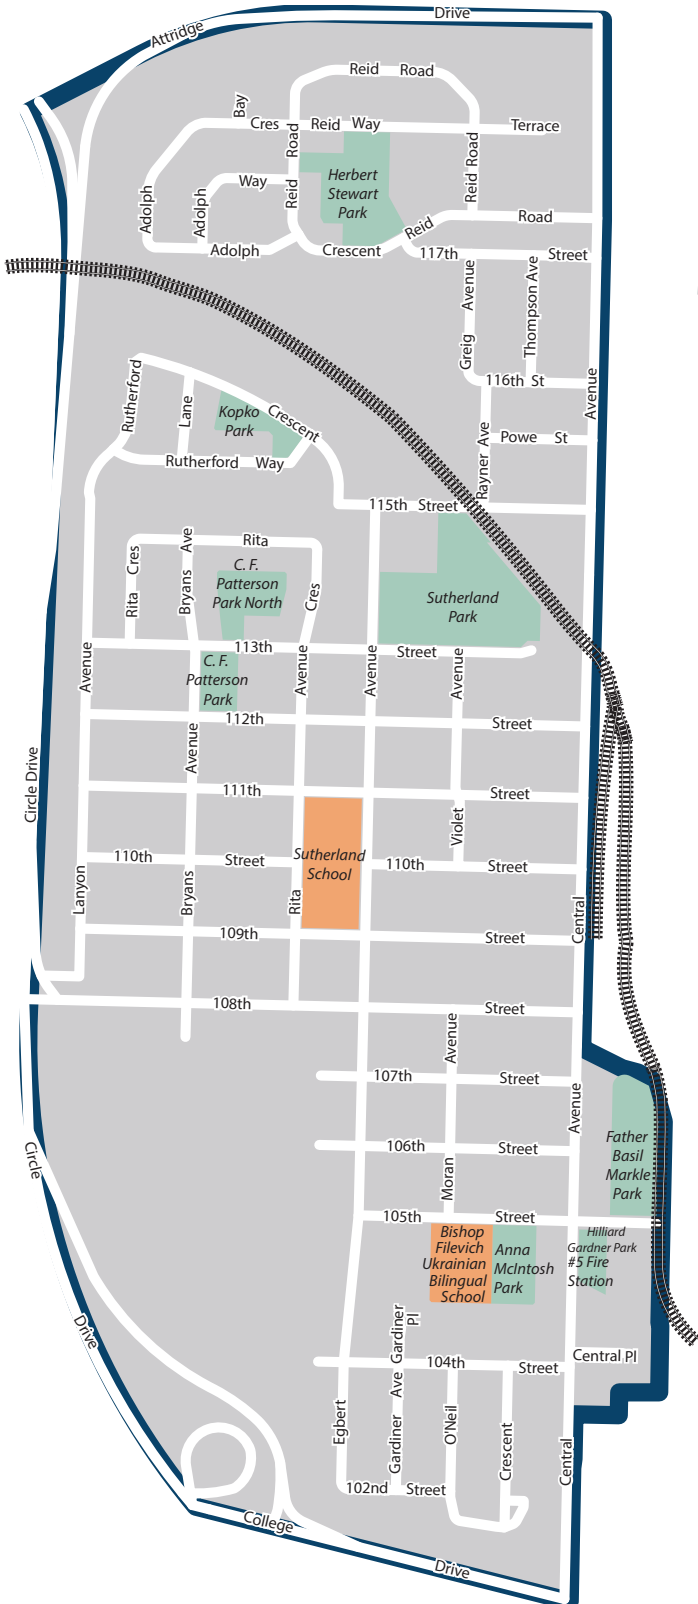 Drive
Attridge
Reid Road
Bay
Cres Reid Way
Terrace
Road
Reid Road
Herbert
Stewart
Park
Way
Reid
Adolph
Adolph
Reid
Road
Adolph
Crescent
117th
Street
Avenue
Thompson Ave
Greig
116th St
Avenue
Rutherford
Lane
Kopko
Park
Crescent
Rayner Ave
Powe St
Rutherford Way
115th Street
Ave
Rita
Cres
C. F.
Patterson
Park North
Bryans
Rita
Cres
Sutherland
Park
113th
Street
Avenue
C. F.
Patterson
Park
Avenue
Avenue
Avenue
112th
Street
Avenue
Circle Drive
111th
Street
Violet
110th
Street
Sutherland
School
110th
Street
Lanyon
Bryans
Rita
Central
109th
Street
108th
Street
Avenue
107th
Street
Avenue
Father
Basil
Markle
Park
106th
Street
Circle
Moran
105th
Street
Bishop
Filevich
Ukrainian
Bilingual
School
Anna
McIntosh
Park
Hilliard
Gardner Park
#5 Fire
Station
Drive
Gardiner Pl
104th
Street
Central Pl
Egbert
Gardiner Ave
O'Neil
Crescent
Central
102nd Street
College
Drive